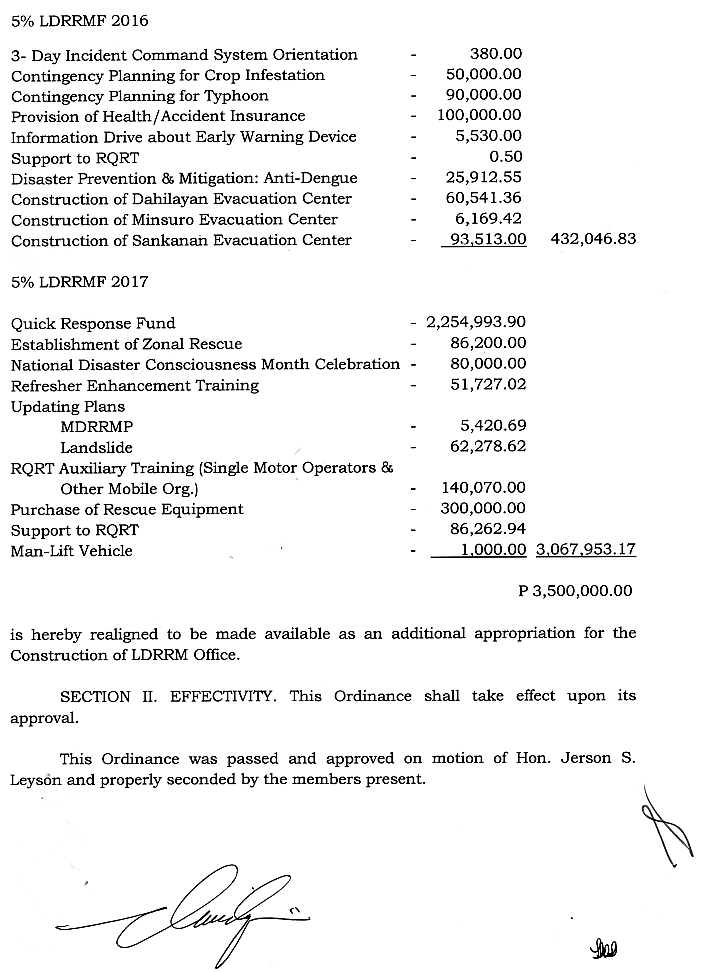 5% LDRRMF 2016
3- Day Incident Command System Orientation - 380.00
Contingency Planning for Crop Infestation - 50,000.00
Contingency Planning for Typhoon - 90,000.00
Provision of Health/Accident Insurance - 100,000.00
Information Drive about Early Warning Device - 5,530.00
Support to RQRT - 0.50
Disaster Prevention & Mitigation: Anti-Dengue - 25,912.55
Construction of Dahilayan Evacuation Center - 60,541.36
Construction of Minsuro Evacuation Center - 6,169.42
Construction of Sankanan Evacuation Center - 93,513.00 432,046.83
5% LDRRMF 2017
Quick Response Fund - 2,254,993.90
Establishment of Zonal Rescue - 86,200.00
National Disaster Consciousness Month Celebration - 80,000.00
Refresher Enhancement Training - 51,727.02
Updating Plans
MDRRMP - 5,420.69
Landslide - 62,278.62
RQRT Auxiliary Training (Single Motor Operators &
Other Mobile Org.) - 140,070.00
Purchase of Rescue Equipment - 300,000.00
Support to RQRT - 86,262.94
Man-Lift Vehicle - 1,000.00 3,067,953.17
P 3,500,000.00
is hereby realigned to be made available as an additional appropriation for the
Construction of LDRRM Office.
SECTION II. EFFECTIVITY. This Ordinance shall take effect upon its
approval.
This Ordinance was passed and approved on motion of Hon. Jerson S.
Leyson and properly seconded by the members present.